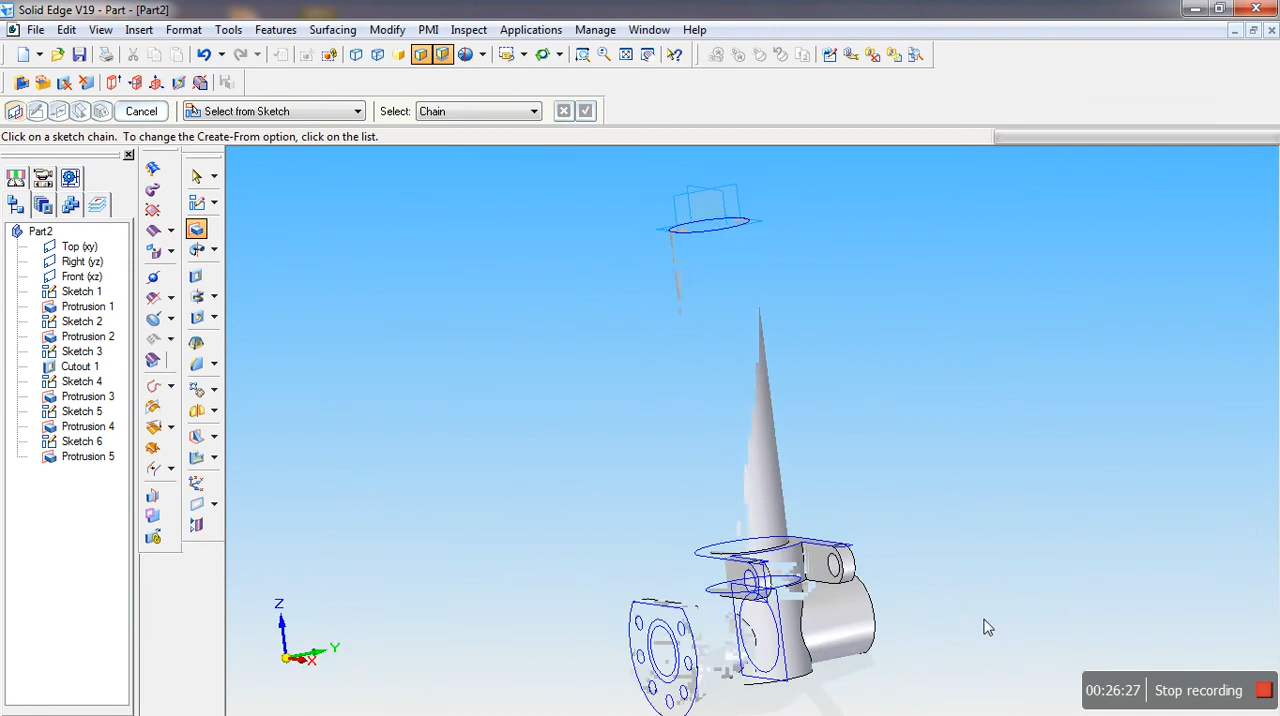 Solid Edge V19 - Part - [Part2]
File Edit View Insert Format Tools Features Surfacing Modify PMI Inspect Applications Manage Window Help
Cancel Select from Sketch Select: Chain
Click on a sketch chain. To change the Create-From option, click on the list.
Part2
Top (xy)
Right (yz)
Front (xz)
Sketch 1
Protrusion 1
Sketch 2
Protrusion 2
Sketch 3
Cutout 1
Sketch 4
Protrusion 3
Sketch 5
Protrusion 4
Sketch 6
Protrusion 5
Z
Y
X
00:26:27 Stop recording